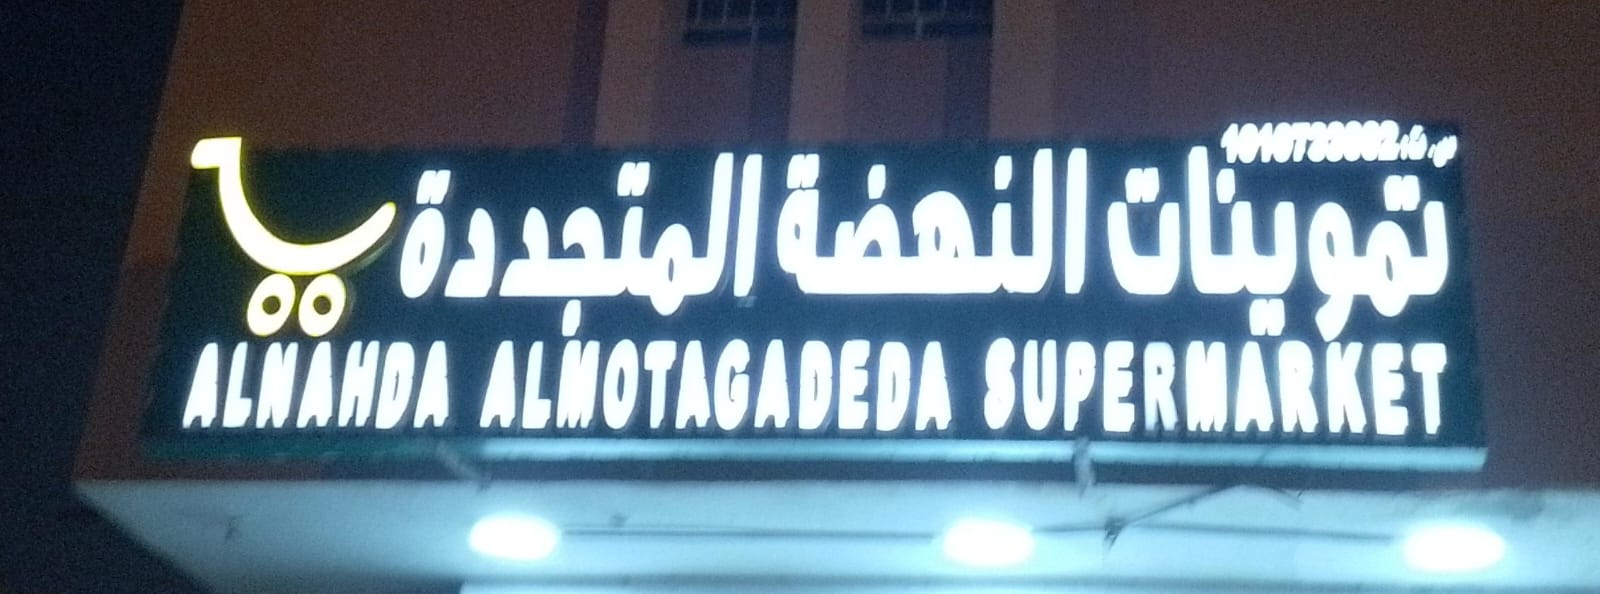 تموينات النهضة المتجددة
ALNAHDA ALMOTAGADEDA SUPERMARKET